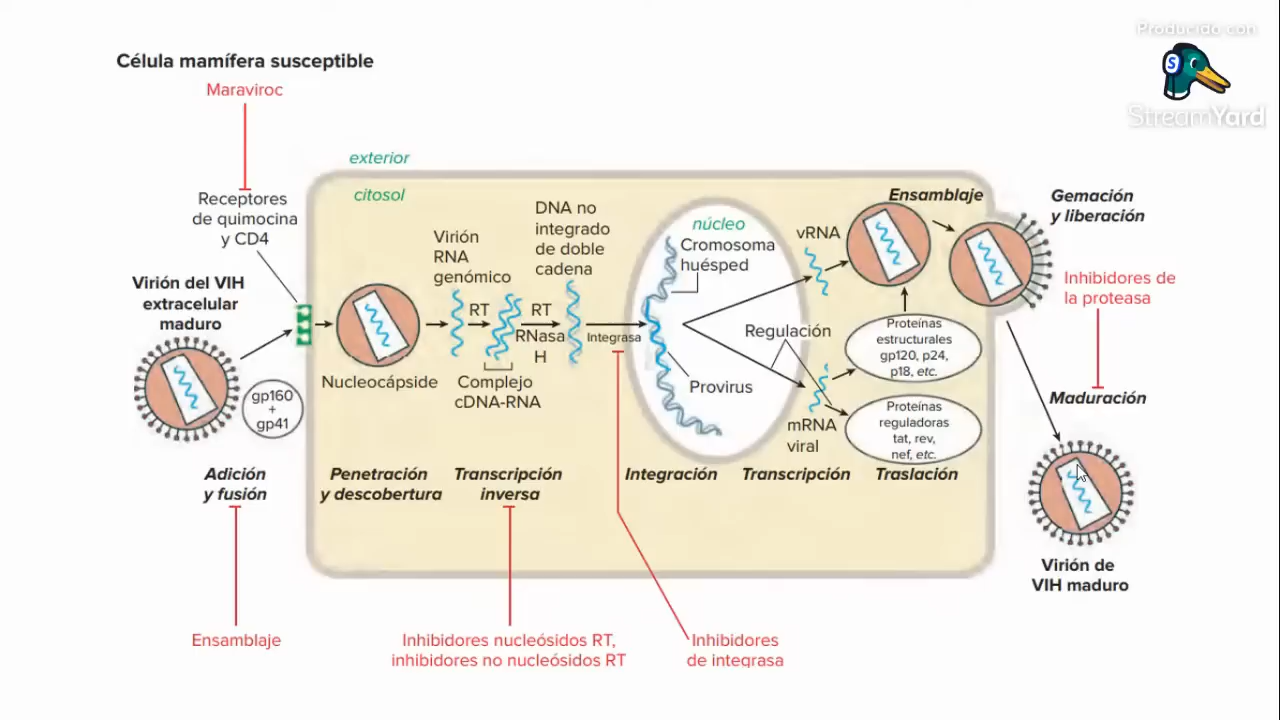 Producido con
StreamYard
Célula mamífera susceptible
Maraviroc
exterior
citosol
Receptores
de quimocina
y CD4
Virión del VIH
extracelular
maduro
gp160
+
gp41
Nucleocápside
Virión
RNA
genómico
RT
Complejo
cDNA-RNA
DNA no
integrado
de doble
cadena
RT
RNasa
H
Integrasa
núcleo
Cromosoma
huésped
Provirus
Regulación
vRNA
mRNA
viral
Ensamblaje
Proteínas
estructurales
gp120, p24,
p18, etc.
Proteínas
reguladoras
tat, rev,
nef, etc.
Gemación
y liberación
Inhibidores de
la proteasa
Maduración
Virión de
VIH maduro
Adición
y fusión
Penetración
y descobertura
Transcripción
inversa
Integración
Transcripción
Traslación
Ensamblaje
Inhibidores nucleósidos RT,
inhibidores no nucleósidos RT
Inhibidores
de integrasa